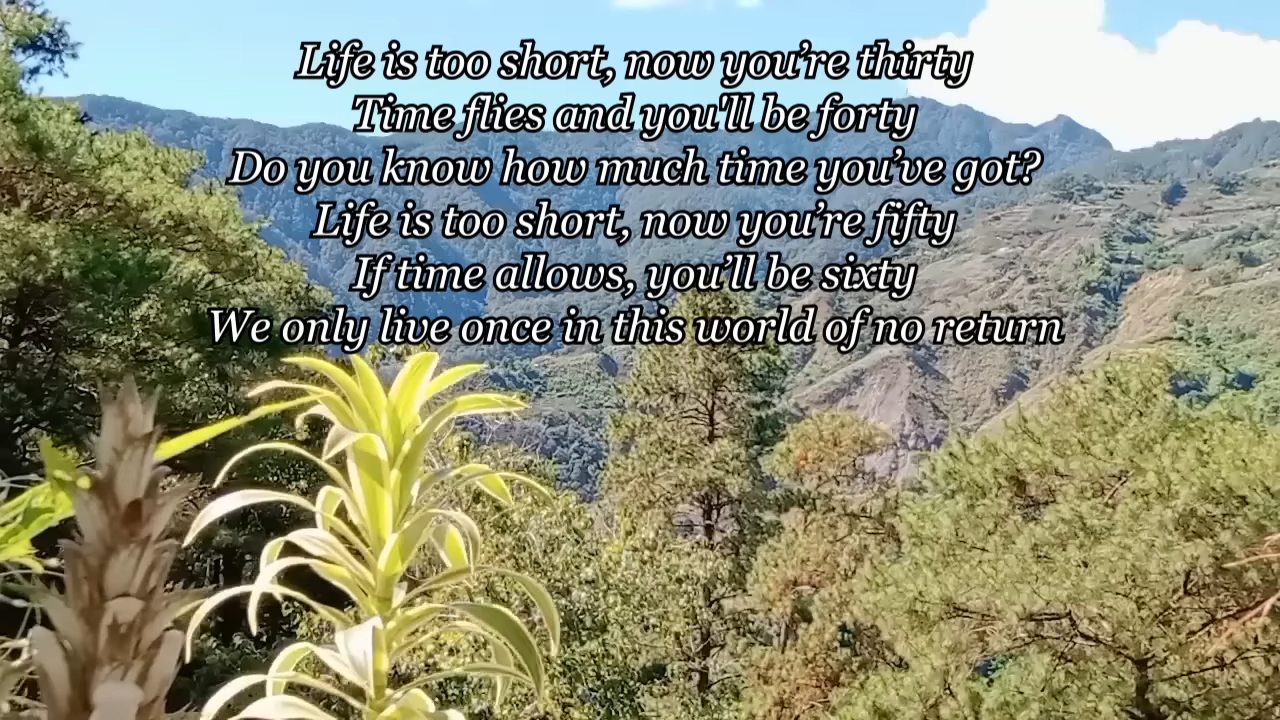 Life is too short, now you’re thirty
Time flies and you'll be forty
Do you know how much time you’ve got?
Life is too short, now you’re fifty
If time allows, you’ll be sixty
We only live once in this world of no return